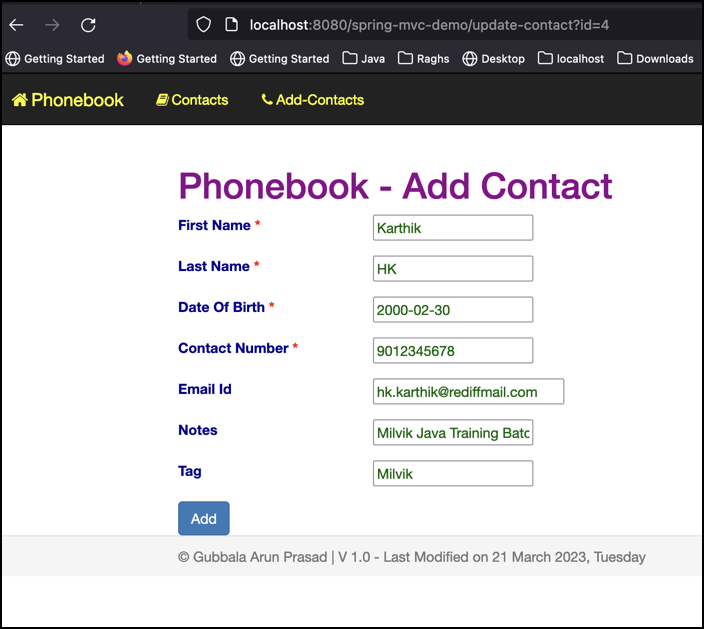 localhost:8080/spring-mvc-demo/update-contact?id=4
Getting Started Getting Started Getting Started Java Raghs Desktop localhost Downloads
Phonebook Contacts Add-Contacts
Phonebook - Add Contact
First Name * Karthik
Last Name * HK
Date Of Birth * 2000-02-30
Contact Number * 9012345678
Email Id hk.karthik@rediffmail.com
Notes Milvik Java Training Batc
Tag Milvik
Add
© Gubbala Arun Prasad | V 1.0 - Last Modified on 21 March 2023, Tuesday